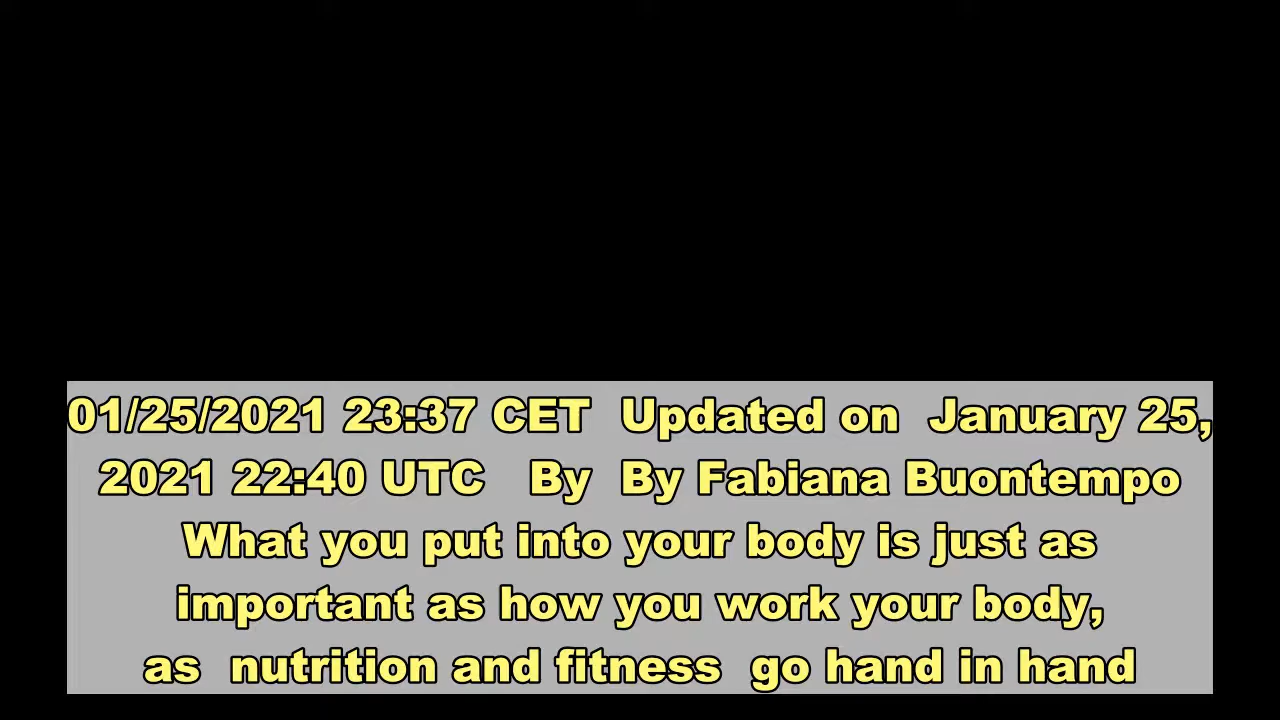 01/25/2021 23:37 CET  Updated on  January 25,
2021 22:40 UTC   By  By Fabiana Buontempo
What you put into your body is just as
important as how you work your body,
as  nutrition and fitness  go hand in hand